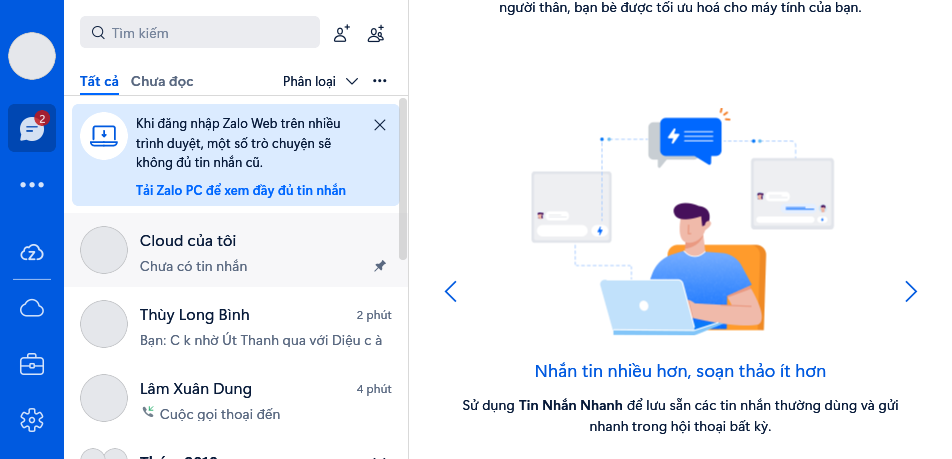 Tìm kiếm
Tất cả Chưa đọc Phân loại
2
Khi đăng nhập Zalo Web trên nhiều
trình duyệt, một số trò chuyện sẽ
không đủ tin nhắn cũ.
Tải Zalo PC để xem đầy đủ tin nhắn
Cloud của tôi
Chưa có tin nhắn
Thùy Long Bình 2 phút
Bạn: C k nhờ Út Thanh qua với Diệu c à
Lâm Xuân Dung 4 phút
Cuộc gọi thoại đến
người thân, bạn bè được tối ưu hoá cho máy tính của bạn.
Nhắn tin nhiều hơn, soạn thảo ít hơn
Sử dụng Tin Nhắn Nhanh để lưu sẵn các tin nhắn thường dùng và gửi
nhanh trong hội thoại bất kỳ.